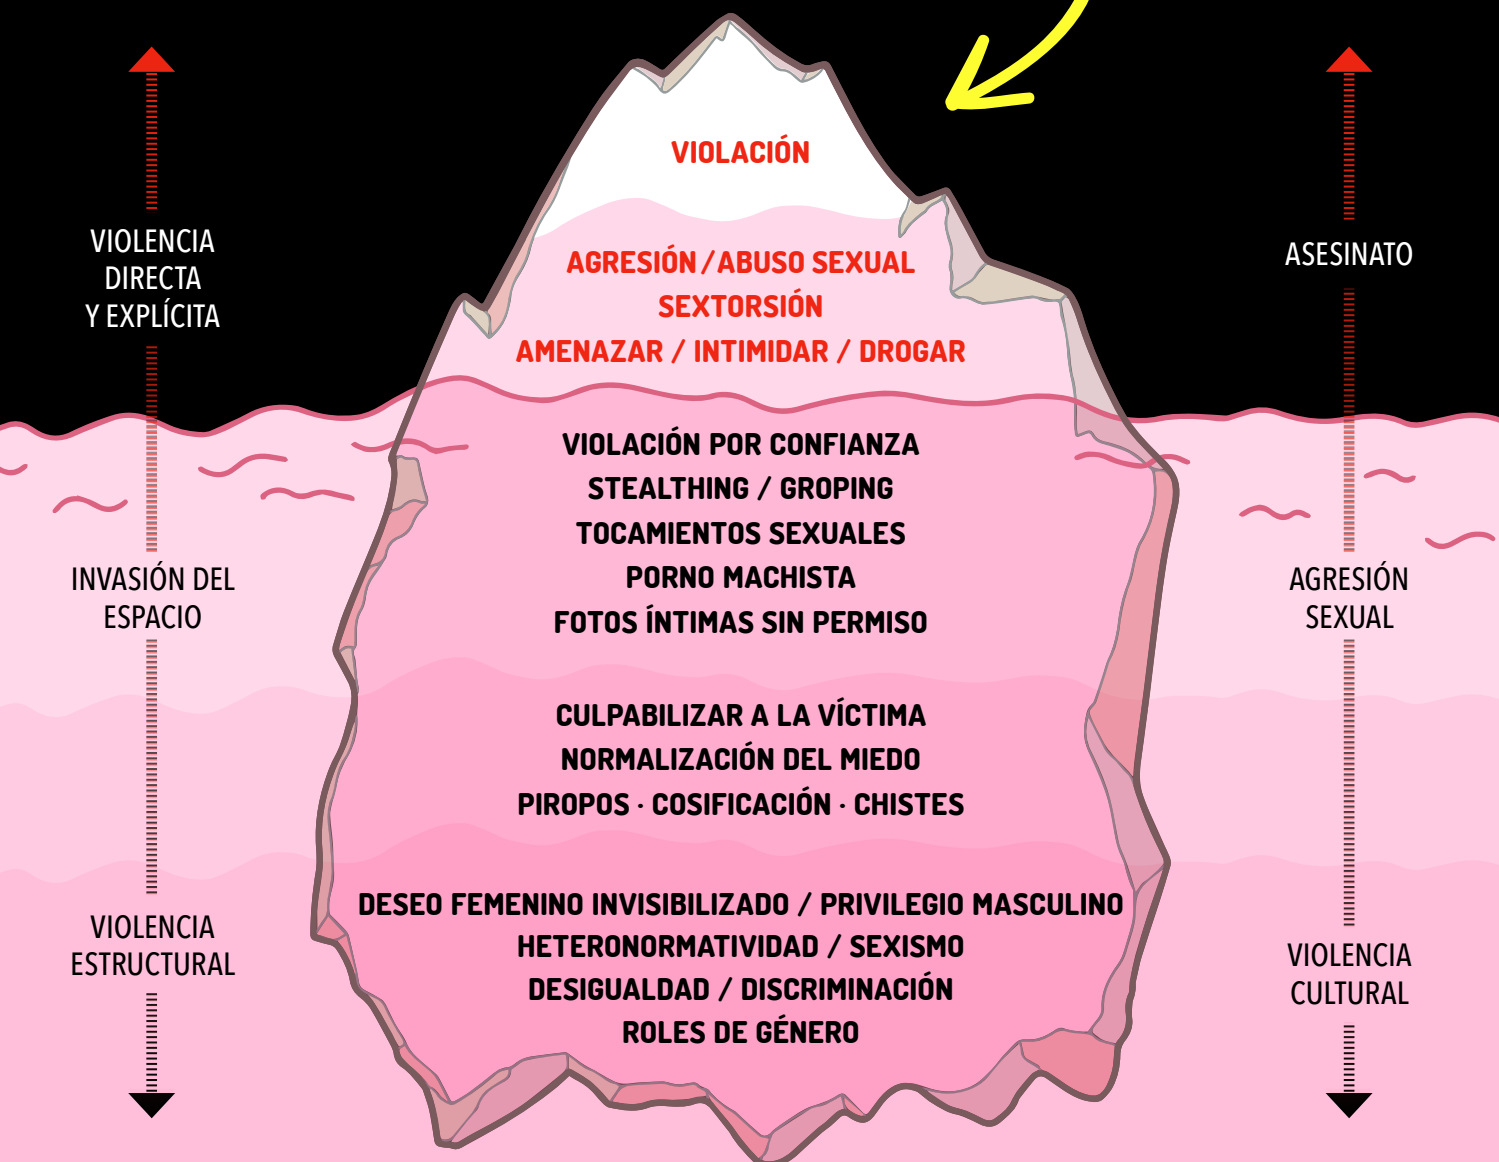 VIOLACIÓN
AGRESIÓN/ABUSO SEXUAL
SEXTORSIÓN
AMENAZAR / INTIMIDAR / DROGAR
VIOLACIÓN POR CONFIANZA
STEALTHING / GROPING
TOCAMIENTOS SEXUALES
PORNO MACHISTA
FOTOS ÍNTIMAS SIN PERMISO
CULPABILIZAR A LA VÍCTIMA
NORMALIZACIÓN DEL MIEDO
PIROPOS · COSIFICACIÓN · CHISTES
DESEO FEMENINO INVISIBILIZADO / PRIVILEGIO MASCULINO
HETERONORMATIVIDAD / SEXISMO
DESIGUALDAD / DISCRIMINACIÓN
ROLES DE GÉNERO
VIOLENCIA
DIRECTA
Y EXPLÍCITA
INVASIÓN DEL
ESPACIO
VIOLENCIA
ESTRUCTURAL
ASESINATO
AGRESIÓN
SEXUAL
VIOLENCIA
CULTURAL